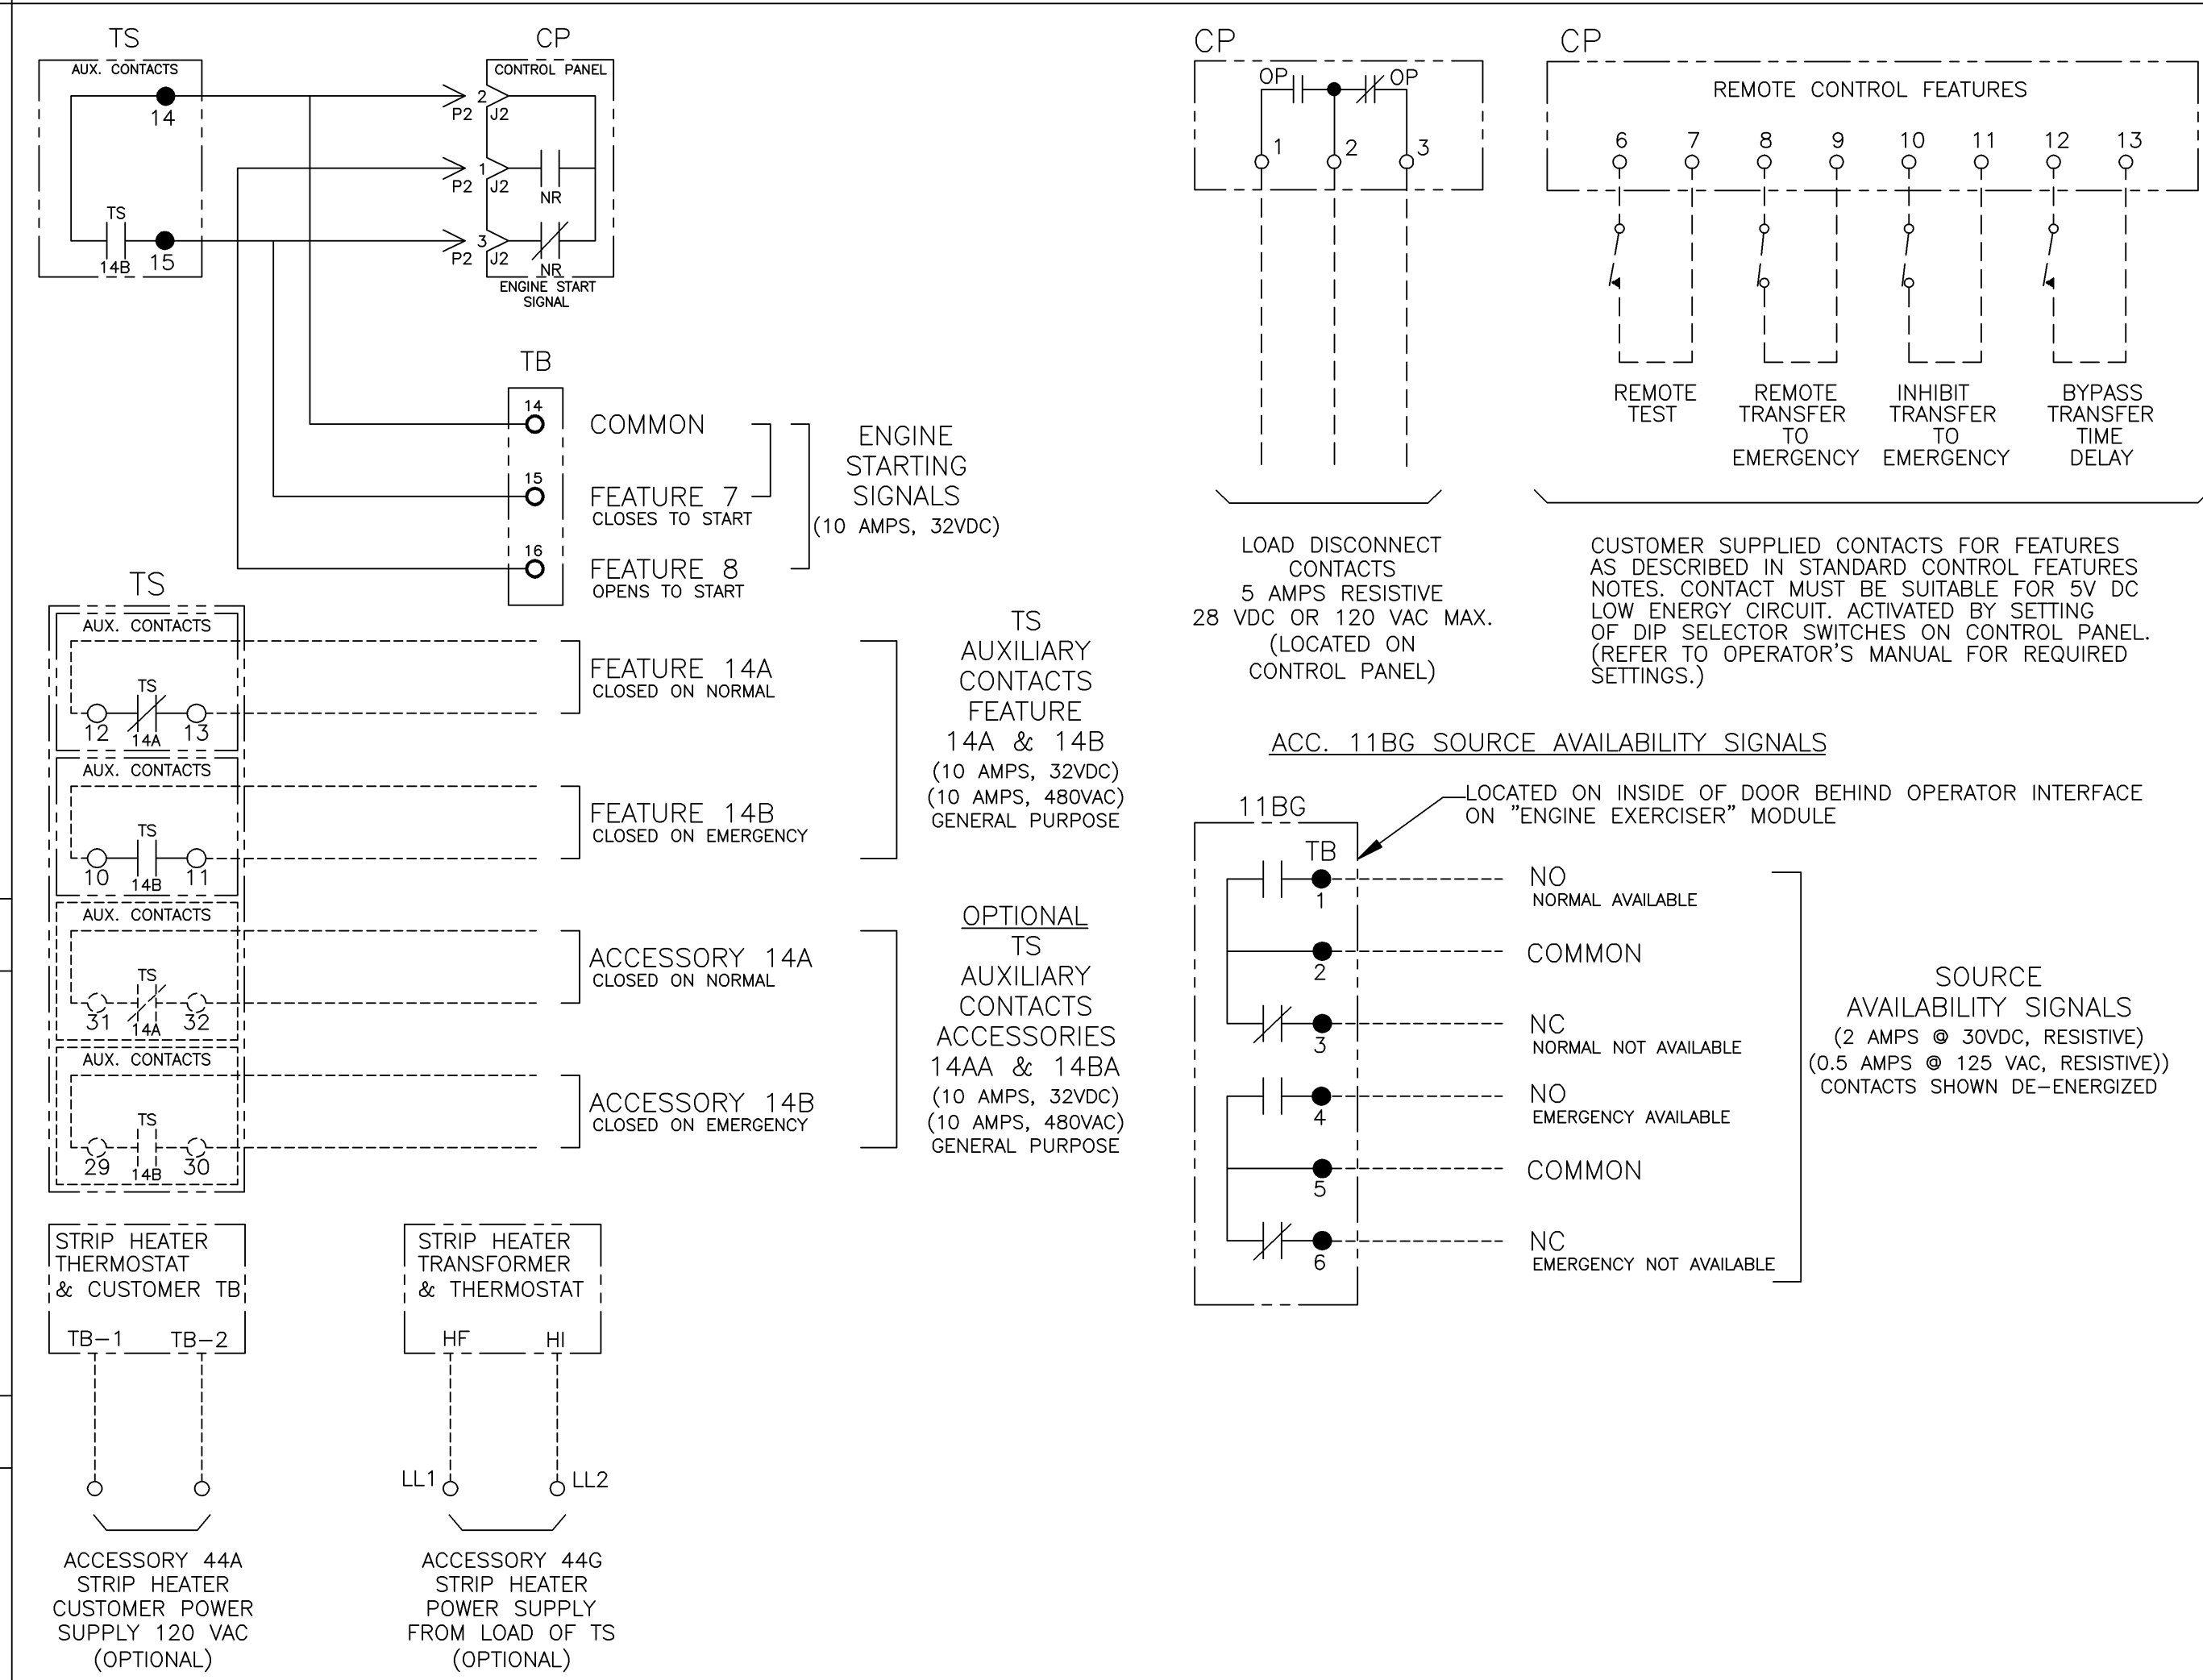 TS
AUX. CONTACTS
14
TS
14B
15
CP
CONTROL PANEL
2
P2 J2
1
P2 J2
NR
3
P2 J2
NR
ENGINE START
SIGNAL
TB
14
COMMON
15
FEATURE 7
CLOSES TO START
16
FEATURE 8
OPENS TO START
ENGINE
STARTING
SIGNALS
(10 AMPS, 32VDC)
TS
AUX. CONTACTS
TS
12
14A
13
FEATURE 14A
CLOSED ON NORMAL
AUX. CONTACTS
TS
10
14B
11
FEATURE 14B
CLOSED ON EMERGENCY
TS
AUXILIARY
CONTACTS
FEATURE
14A & 14B
(10 AMPS, 32VDC)
(10 AMPS, 480VAC)
GENERAL PURPOSE
AUX. CONTACTS
TS
31
14A
32
ACCESSORY 14A
CLOSED ON NORMAL
AUX. CONTACTS
TS
29
14B
30
ACCESSORY 14B
CLOSED ON EMERGENCY
OPTIONAL
TS
AUXILIARY
CONTACTS
ACCESSORIES
14AA & 14BA
(10 AMPS, 32VDC)
(10 AMPS, 480VAC)
GENERAL PURPOSE
STRIP HEATER
THERMOSTAT
& CUSTOMER TB
TB-1 TB-2
ACCESSORY 44A
STRIP HEATER
CUSTOMER POWER
SUPPLY 120 VAC
(OPTIONAL)
STRIP HEATER
TRANSFORMER
& THERMOSTAT
HF HI
LL1 LL2
ACCESSORY 44G
STRIP HEATER
POWER SUPPLY
FROM LOAD OF TS
(OPTIONAL)
CP
OP OP
1 2 3
LOAD DISCONNECT
CONTACTS
5 AMPS RESISTIVE
28 VDC OR 120 VAC MAX.
(LOCATED ON
CONTROL PANEL)
CP
REMOTE CONTROL FEATURES
6 7 8 9 10 11 12 13
REMOTE
TEST
REMOTE
TRANSFER
TO
EMERGENCY
INHIBIT
TRANSFER
TO
EMERGENCY
BYPASS
TRANSFER
TIME
DELAY
CUSTOMER SUPPLIED CONTACTS FOR FEATURES
AS DESCRIBED IN STANDARD CONTROL FEATURES
NOTES. CONTACT MUST BE SUITABLE FOR 5V DC
LOW ENERGY CIRCUIT. ACTIVATED BY SETTING
OF DIP SELECTOR SWITCHES ON CONTROL PANEL.
(REFER TO OPERATOR'S MANUAL FOR REQUIRED
SETTINGS.)
ACC. 11BG SOURCE AVAILABILITY SIGNALS
LOCATED ON INSIDE OF DOOR BEHIND OPERATOR INTERFACE
ON "ENGINE EXERCISER" MODULE
11BG
TB
1
NO
NORMAL AVAILABLE
2
COMMON
3
NC
NORMAL NOT AVAILABLE
4
NO
EMERGENCY AVAILABLE
5
COMMON
6
NC
EMERGENCY NOT AVAILABLE
SOURCE
AVAILABILITY SIGNALS
(2 AMPS @ 30VDC, RESISTIVE)
(0.5 AMPS @ 125 VAC, RESISTIVE))
CONTACTS SHOWN DE-ENERGIZED